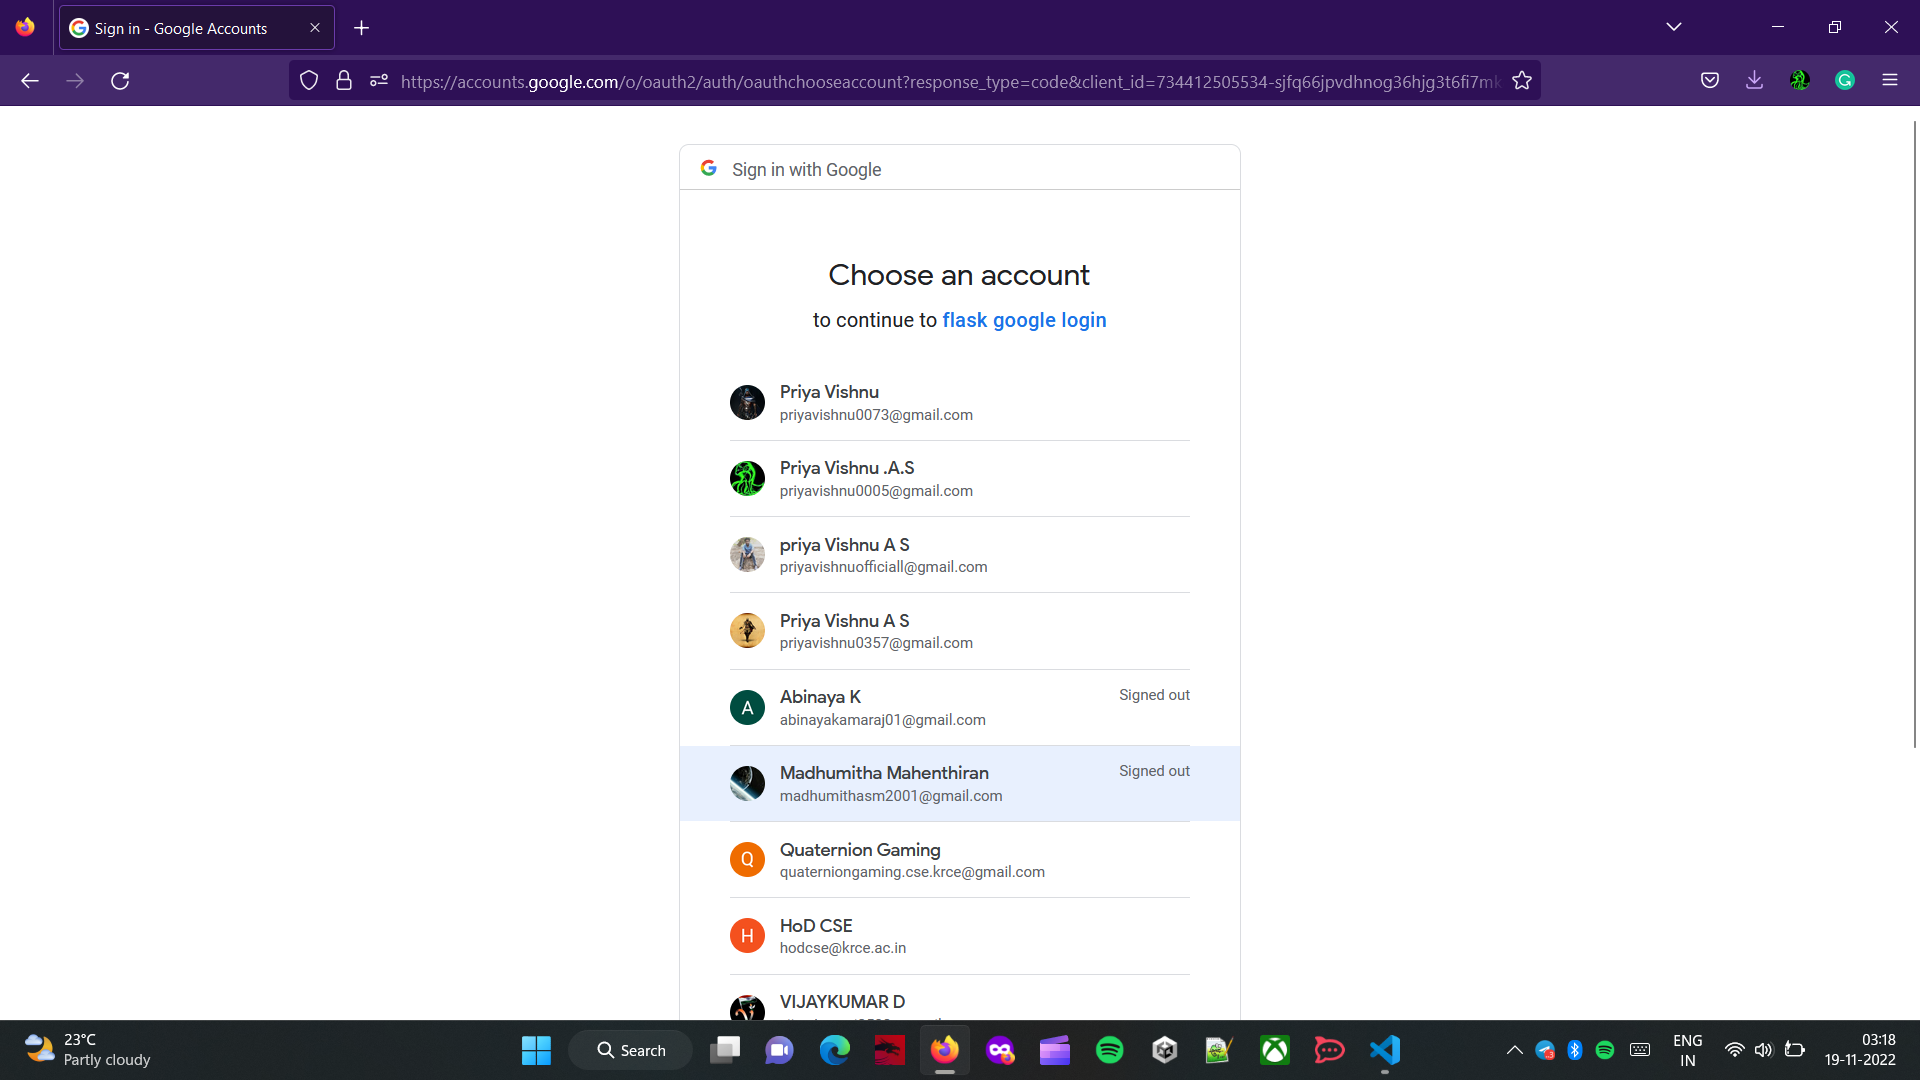 Sign in - Google Accounts
https://accounts.google.com/o/oauth2/auth/oauthchooseaccount?response_type=code&client_id=734412505534-sjfq66jpvdhnog36hjg3t6fi7mk
Sign in with Google
Choose an account
to continue to flask google login
Priya Vishnu
priyavishnu0073@gmail.com
Priya Vishnu .A.S
priyavishnu0005@gmail.com
priya Vishnu A S
priyavishnuofficiall@gmail.com
Priya Vishnu A S
priyavishnu0357@gmail.com
A
Abinaya K
Signed out
abinayakamaraj01@gmail.com
Madhumitha Mahenthiran
Signed out
madhumithasm2001@gmail.com
Q
Quaternion Gaming
quaterniongaming.cse.krce@gmail.com
H
HoD CSE
hodcse@krce.ac.in
VIJAYKUMAR D
23°C
Partly cloudy
Search
ENG
IN
03:18
19-11-2022